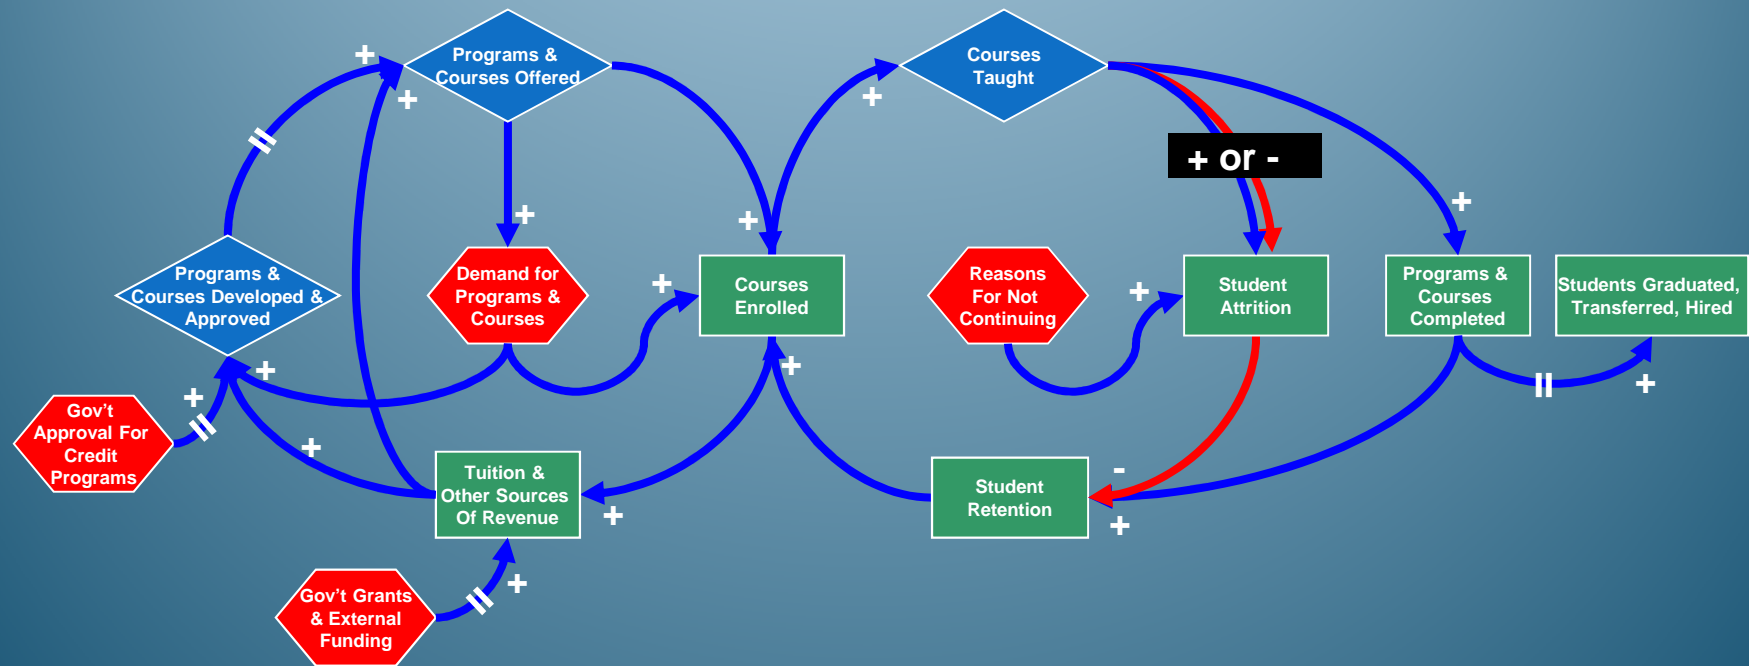 Programs &
Courses Offered
Courses
Taught
+
+
+
+ or -
+
+
+
Programs &
Courses Developed &
Approved
Demand for
Programs &
Courses
+
Courses
Enrolled
Reasons
For Not
Continuing
+
Student
Attrition
Programs &
Courses
Completed
Students Graduated,
Transferred, Hired
+
+
+
+
Gov't
Approval For
Credit
Programs
+
Tuition &
Other Sources
Of Revenue
+
Student
Retention
-
+
+
Gov't Grants
& External
Funding